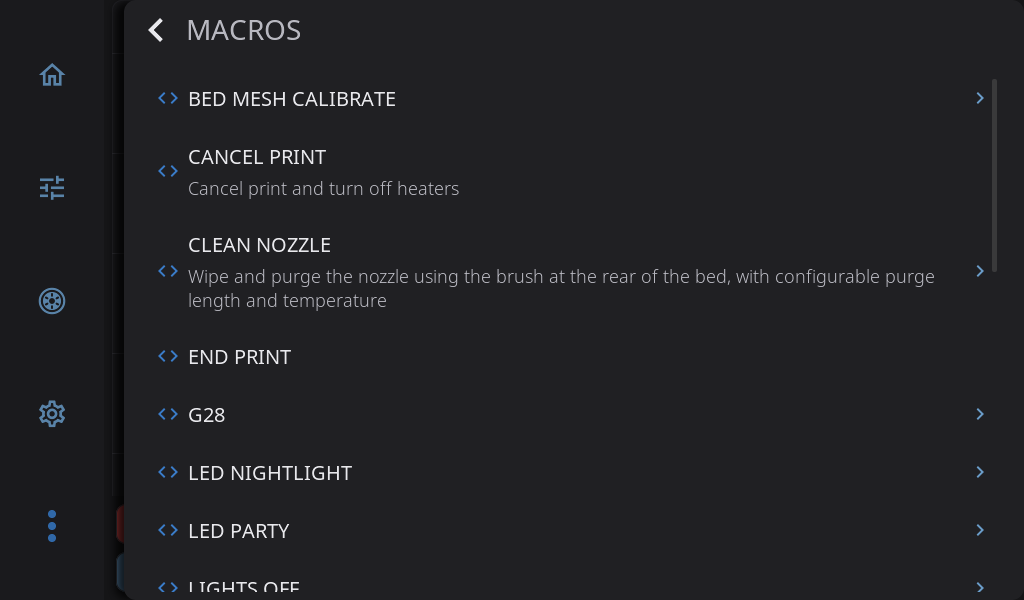 MACROS
BED MESH CALIBRATE
CANCEL PRINT
Cancel print and turn off heaters
CLEAN NOZZLE
Wipe and purge the nozzle using the brush at the rear of the bed, with configurable purge
length and temperature
END PRINT
G28
LED NIGHTLIGHT
LED PARTY
LIGHTS OFF